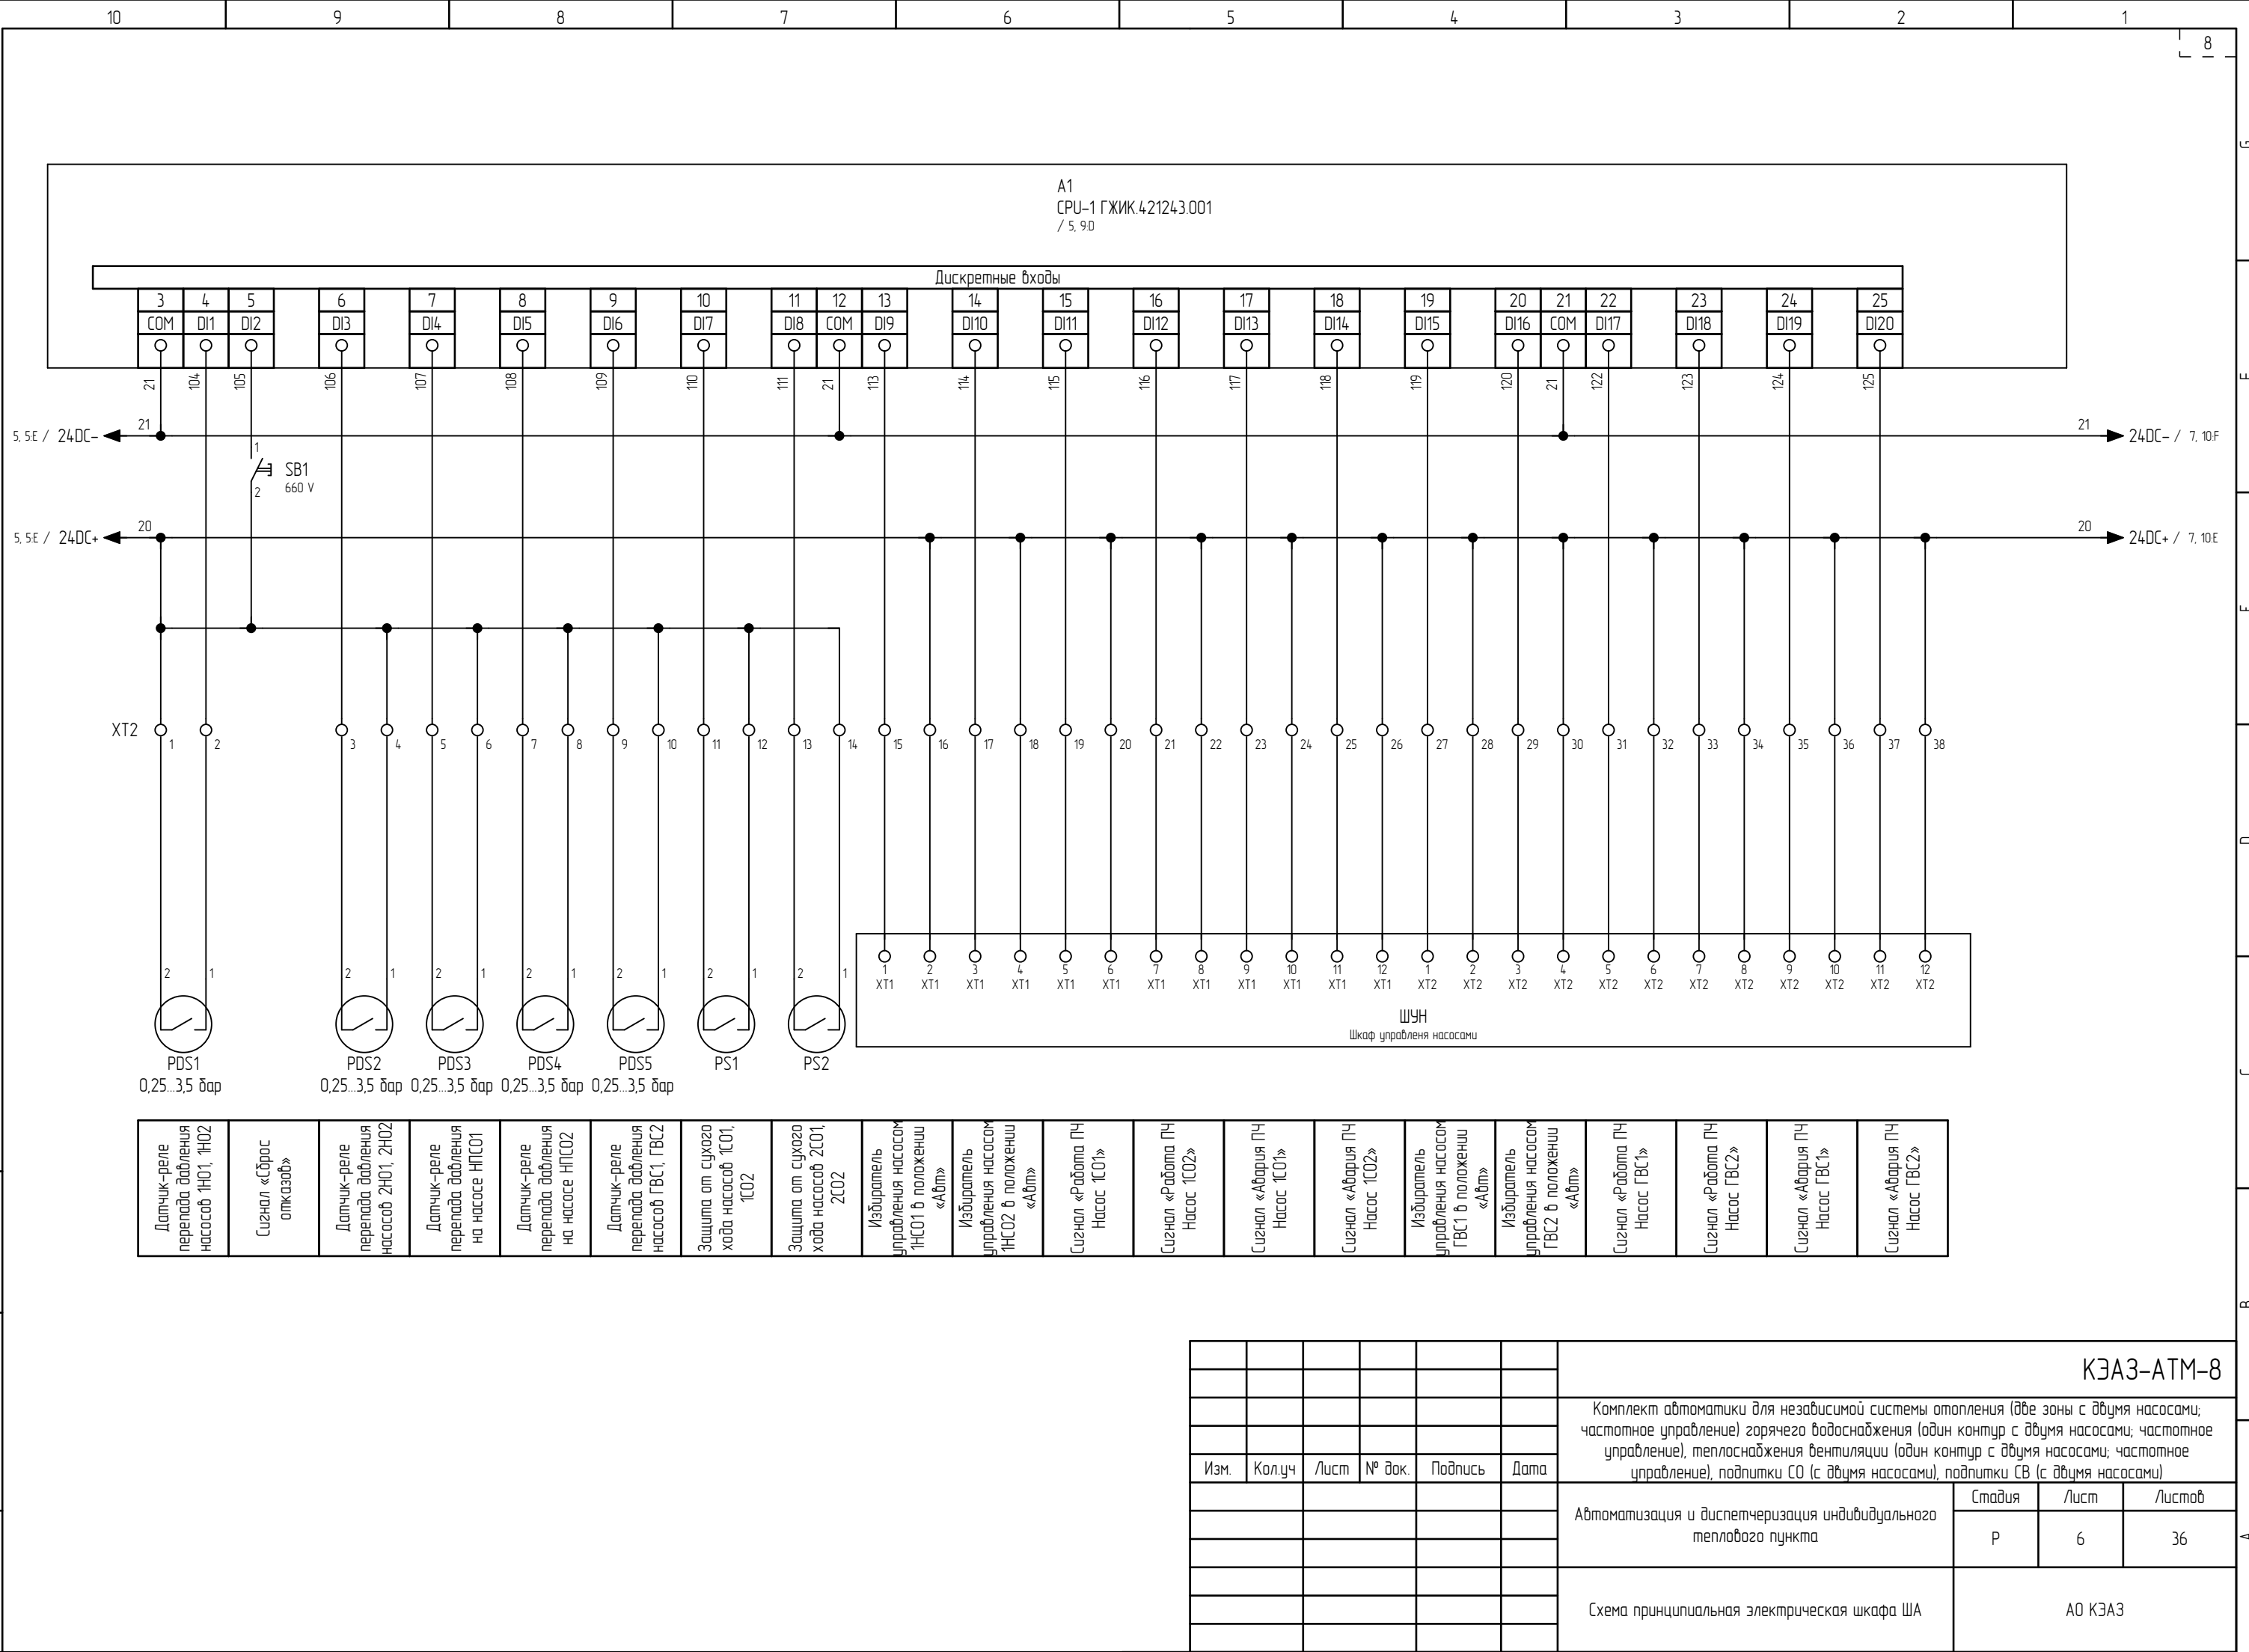 10 9 8 7 6 5 4 3 2 1
8
G
A1
CPU-1 ГЖИК.421243.001
/ 5, 9:D
Дискретные входы
3 4 5 6 7 8 9 10 11 12 13 14 15 16 17 18 19 20 21 22 23 24 25
COM DI1 DI2 DI3 DI4 DI5 DI6 DI7 DI8 COM DI9 DI10 DI11 DI12 DI13 DI14 DI15 DI16 COM DI17 DI18 DI19 DI20
21 104 105 106 107 108 109 110 111 21 113 114 115 116 117 118 119 120 21 122 123 124 125
5, 5:E / 24DC- 21
21 24DC- / 7, 10:F
1
SB1
660 V
2
5, 5:E / 24DC+ 20
20 24DC+ / 7, 10:E
XT2 1 2 3 4 5 6 7 8 9 10 11 12 13 14 15 16 17 18 19 20 21 22 23 24 25 26 27 28 29 30 31 32 33 34 35 36 37 38
D
2 1 2 1 2 1 2 1 2 1 2 1 2 1
1 2 3 4 5 6 7 8 9 10 11 12 1 2 3 4 5 6 7 8 9 10 11 12
XT1 XT1 XT1 XT1 XT1 XT1 XT1 XT1 XT1 XT1 XT1 XT1 XT2 XT2 XT2 XT2 XT2 XT2 XT2 XT2 XT2 XT2 XT2 XT2
ШУН
Шкаф управленя насосами
PDS1 PDS2 PDS3 PDS4 PDS5 PS1 PS2
0,25...3,5 бар 0,25...3,5 бар 0,25...3,5 бар 0,25...3,5 бар 0,25...3,5 бар
Датчик-реле
перепада давления
насосов 1НО1, 1НО2
Сигнал «Сброс
отказов»
Датчик-реле
перепада давления
насосов 2НО1, 2НО2
Датчик-реле
перепада давления
на насосе НПСО1
Датчик-реле
перепада давления
на насосе НПСО2
Датчик-реле
перепада давления
насосов ГВС1, ГВС2
Защита от сухого
хода насосов 1СО1,
1СО2
Защита от сухого
хода насосов 2СО1,
2СО2
Избиратель
управления насосом
1НСО1 в положении
«Авт»
Избиратель
управления насосом
1НСО2 в положении
«Авт»
Сигнал «Работа ПЧ
Насос 1СО1»
Сигнал «Работа ПЧ
Насос 1СО2»
Сигнал «Авария ПЧ
Насос 1СО1»
Сигнал «Авария ПЧ
Насос 1СО2»
Избиратель
управления насосом
ГВС1 в положении
«Авт»
Избиратель
управления насосом
ГВС2 в положении
«Авт»
Сигнал «Работа ПЧ
Насос ГВС1»
Сигнал «Работа ПЧ
Насос ГВС2»
Сигнал «Авария ПЧ
Насос ГВС1»
Сигнал «Авария ПЧ
Насос ГВС2»
B
КЭАЗ-АТМ-8
Комплект автоматики для независимой системы отопления (две зоны с двумя насосами;
частотное управление) горячего водоснабжения (один контур с двумя насосами; частотное
управление), теплоснабжения вентиляции (один контур с двумя насосами; частотное
управление), подпитки СО (с двумя насосами), подпитки СВ (с двумя насосами)
Изм. Кол.уч Лист № док. Подпись Дата
Автоматизация и диспетчеризация индивидуального
теплового пункта
Стадия Лист Листов
Р 6 36
A
Схема принципиальная электрическая шкафа ША
АО КЭАЗ